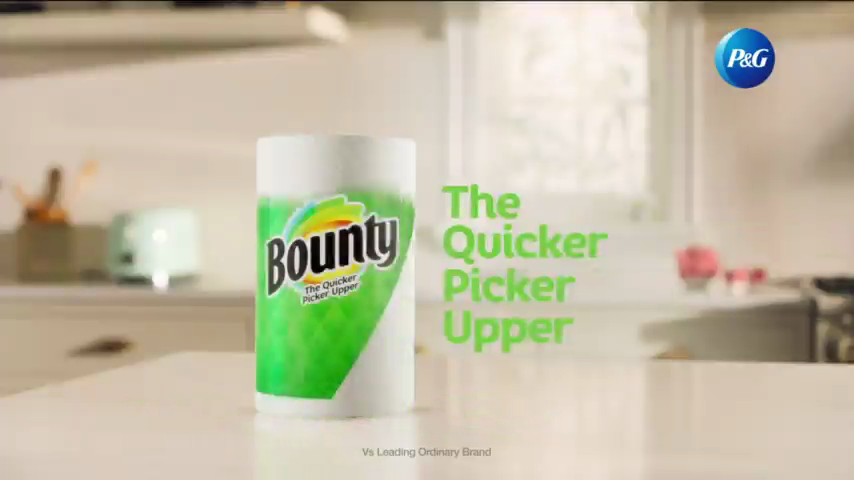 P&G
Bounty
The Quicker
Picker Upper
The
Quicker
Picker
Upper
Vs Leading Ordinary Brand